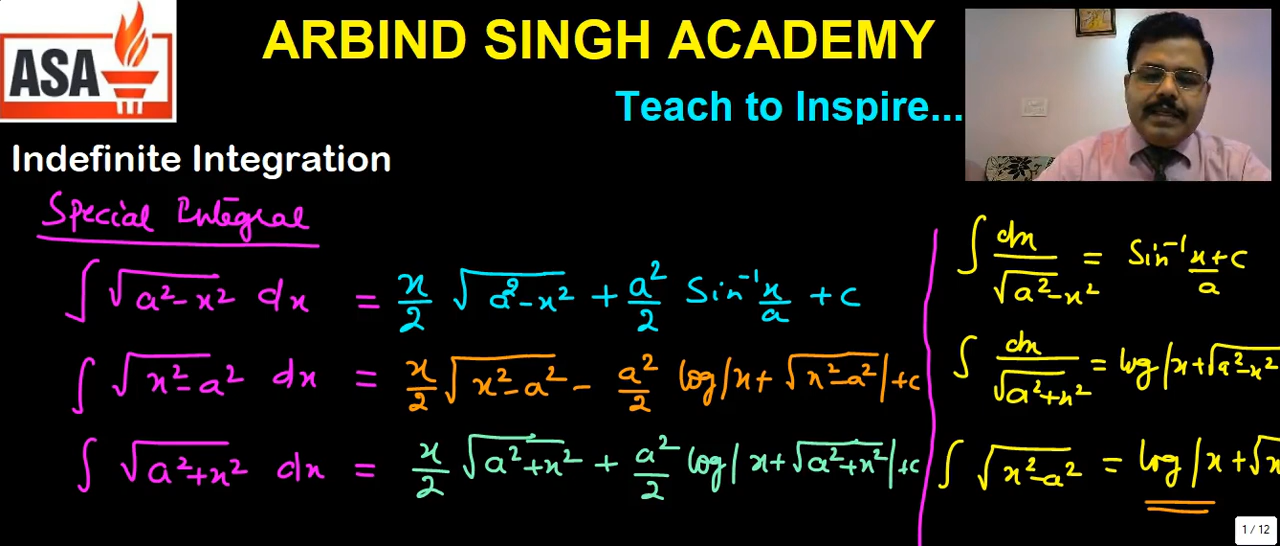 ASA
ARBIND SINGH ACADEMY
Teach to Inspire...
Indefinite Integration
Special Integral
∫ √(a²-x²) dx = x/2 √(a²-x²) + a²/2 Sin⁻¹ x/a + c
∫ √(x²-a²) dx = x/2 √(x²-a²) - a²/2 log|x + √(x²-a²)| + c
∫ √(a²+x²) dx = x/2 √(a²+x²) + a²/2 log|x + √(a²+x²)| + c
∫ dx/√(a²-x²) = Sin⁻¹ x/a + c
∫ dx/√(a²+x²) = log|x + √(a²-x²)
∫ √(x²-a²) = log|x + √x
1 / 12